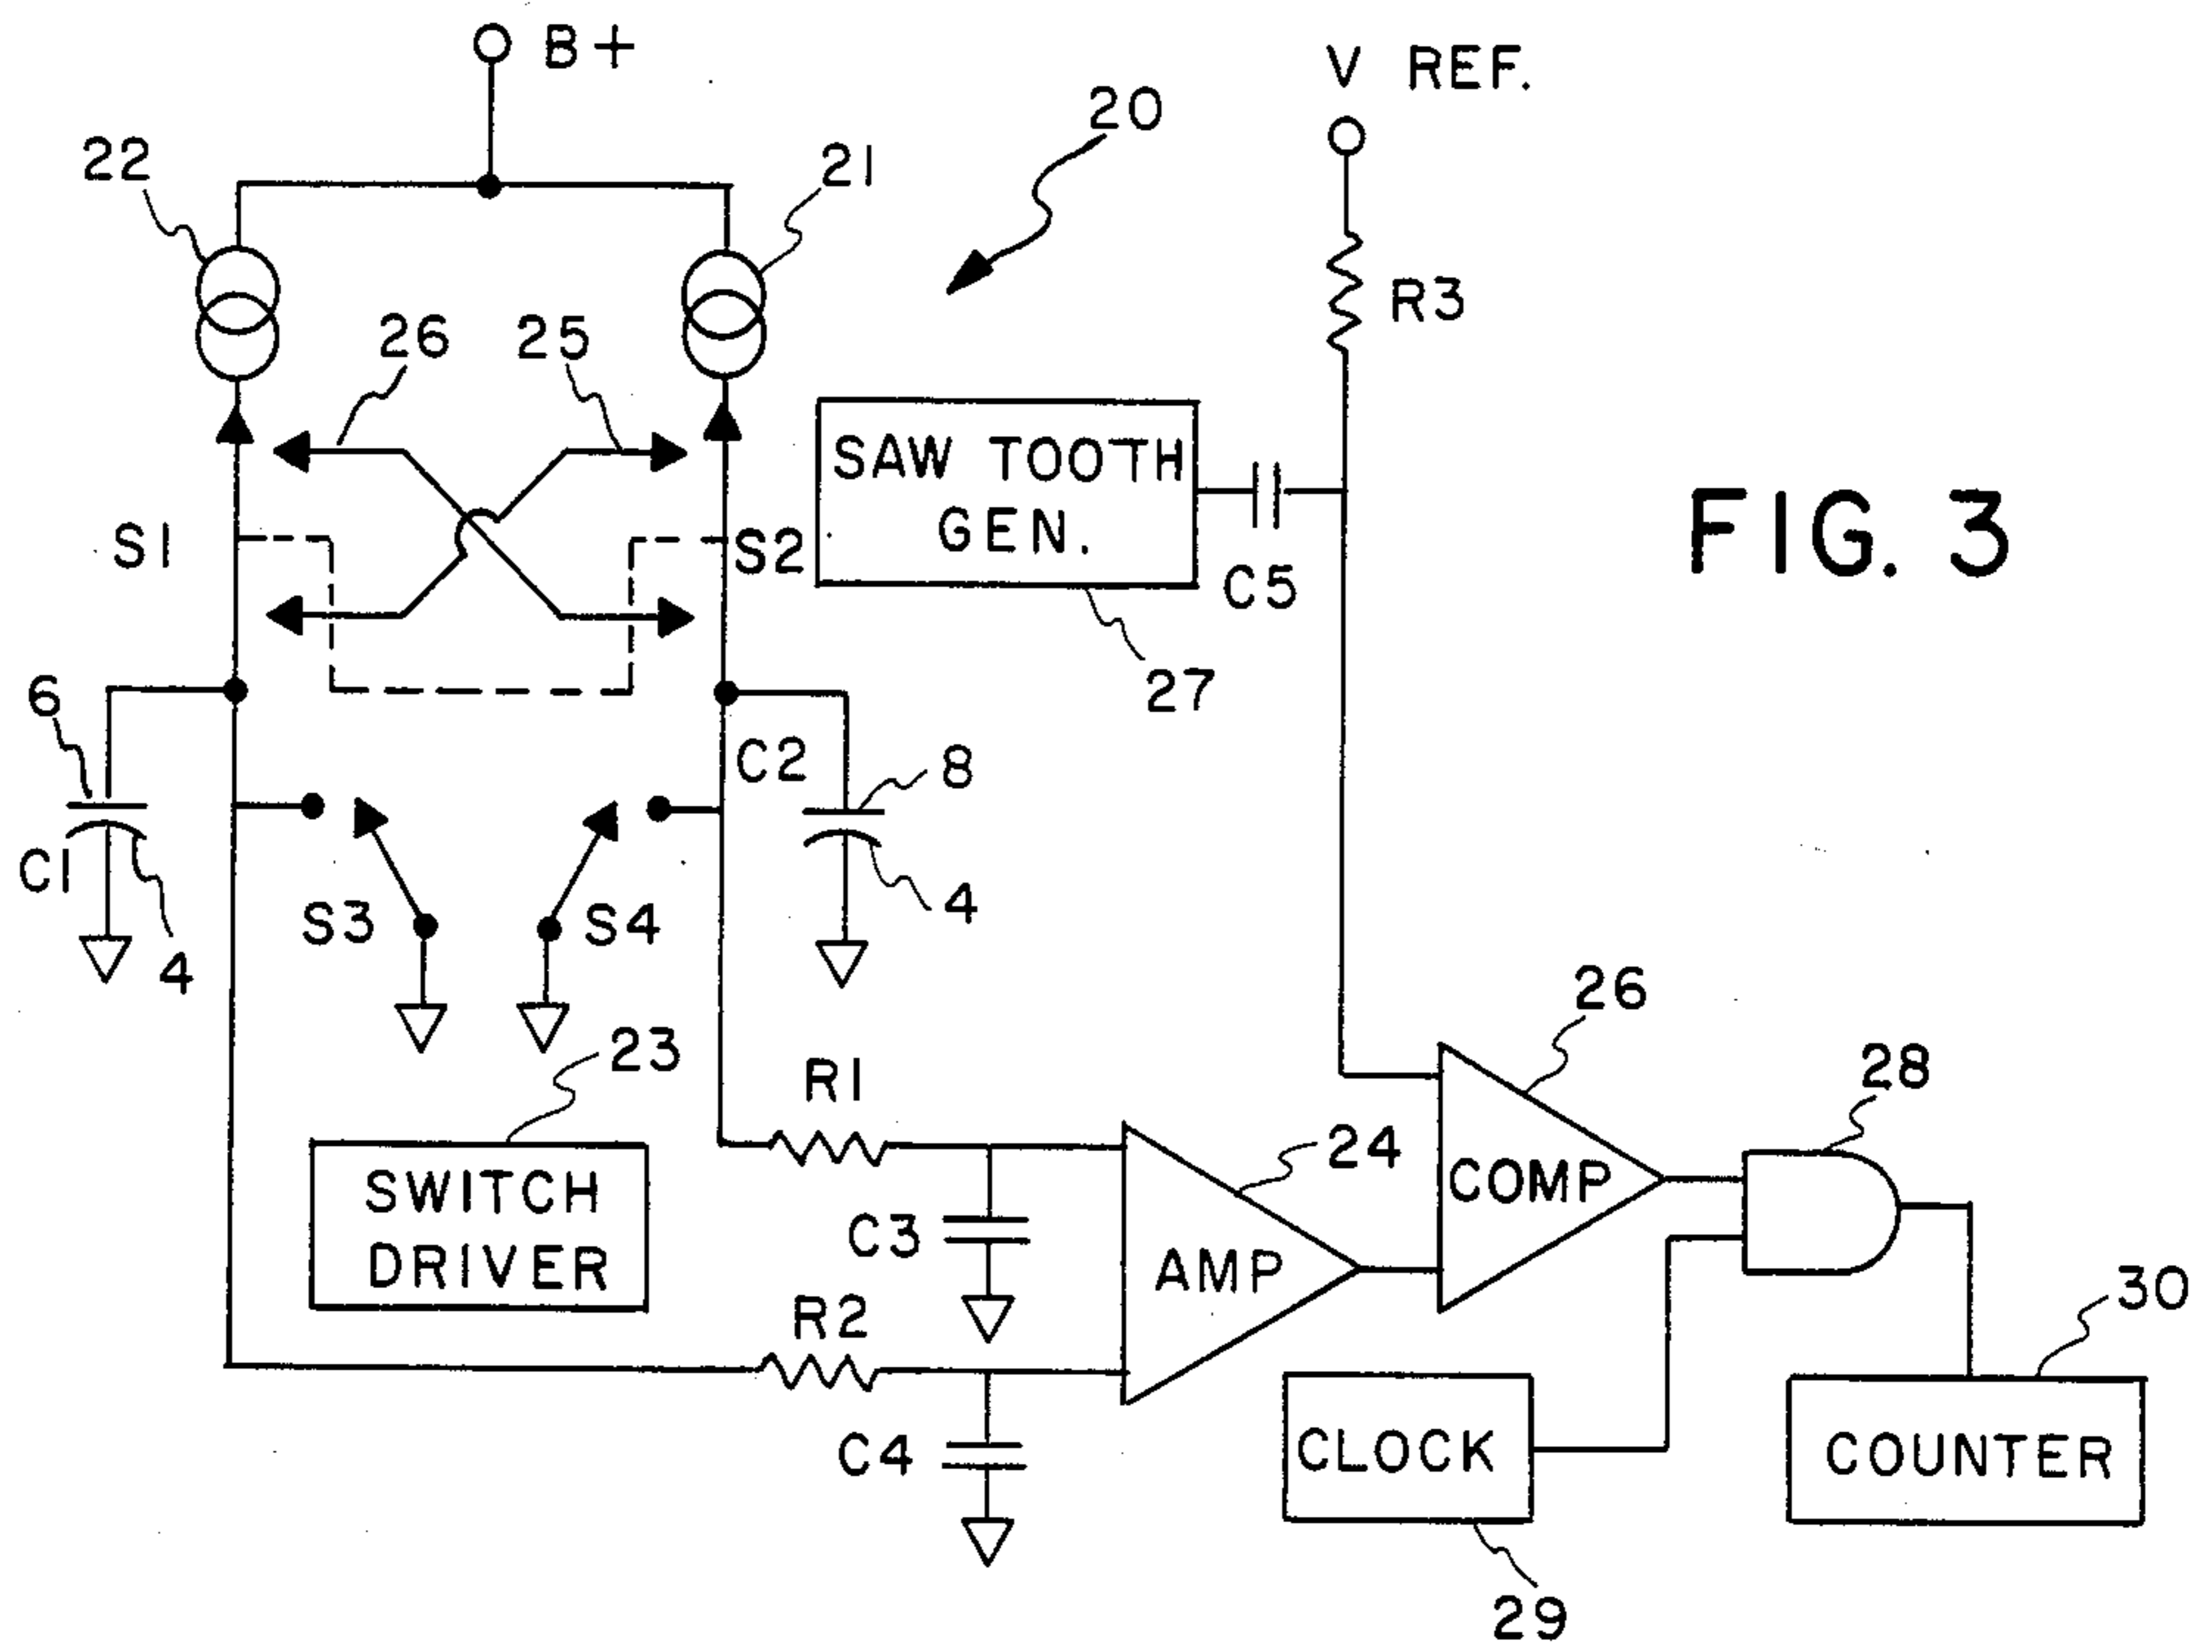 B+
V REF.
20
22
21
R3
26
25
SAW TOOTH
GEN.
FIG. 3
S1
S2
C5
27
6
C2
8
C1
4
S3
S4
4
26
23
R1
28
24
SWITCH
DRIVER
COMP
C3
AMP
R2
30
C4
CLOCK
COUNTER
29